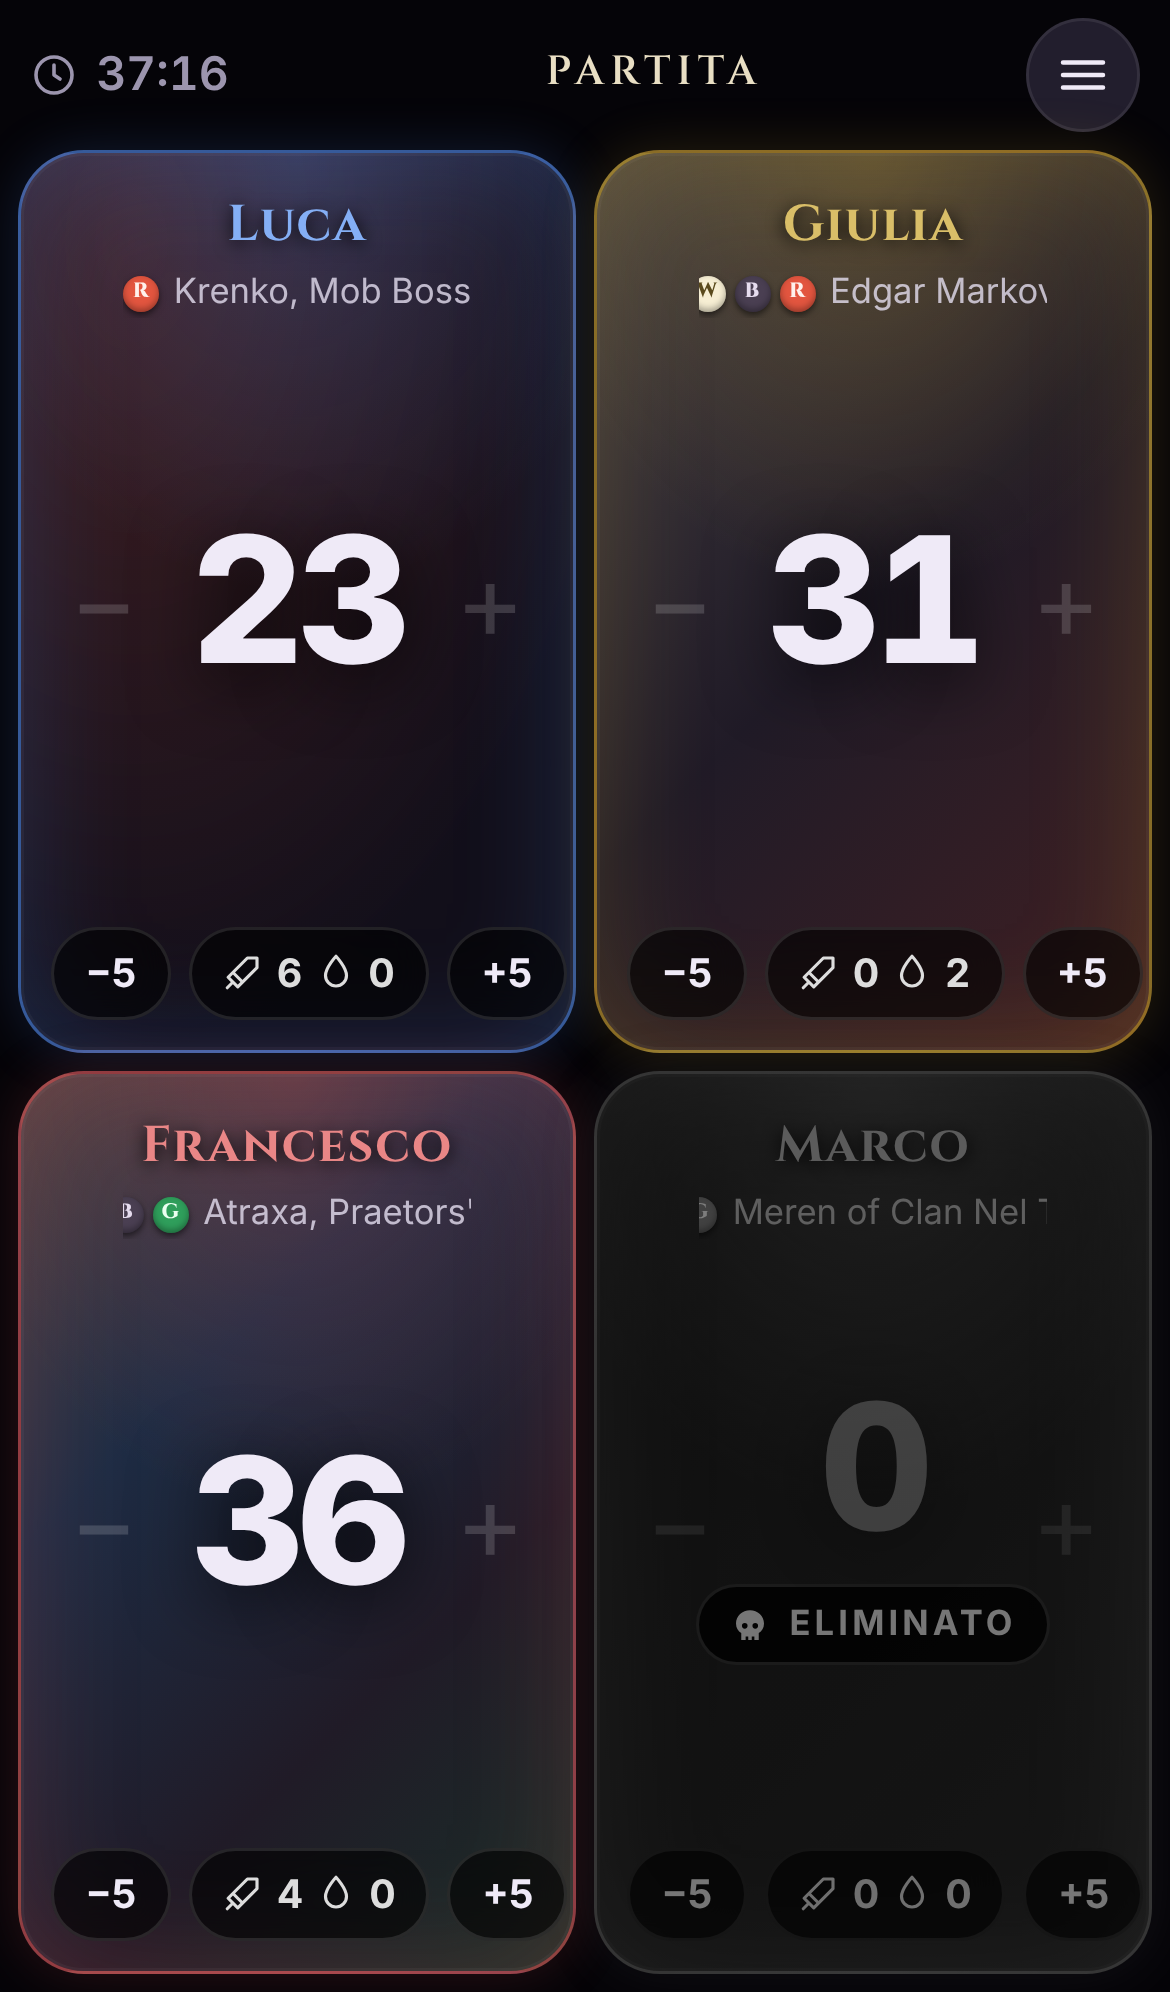 37:16
PARTITA
LUCA
R Krenko, Mob Boss
− 23 +
−5 6 0 +5
GIULIA
W B R Edgar Markov
− 31 +
−5 0 2 +5
FRANCESCO
B G Atraxa, Praetors'
− 36 +
−5 4 0 +5
MARCO
G Meren of Clan Nel
− 0 +
ELIMINATO
−5 0 0 +5